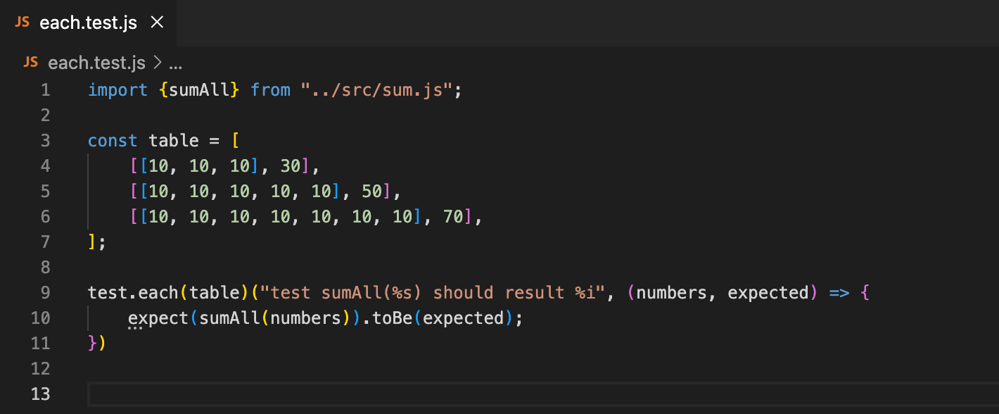 JS each.test.js ×
JS each.test.js > ...
1 import {sumAll} from "../src/sum.js";
2
3 const table = [
4     [[10, 10, 10], 30],
5     [[10, 10, 10, 10, 10], 50],
6     [[10, 10, 10, 10, 10, 10, 10], 70],
7 ];
8
9 test.each(table)("test sumAll(%s) should result %i", (numbers, expected) => {
10     expect(sumAll(numbers)).toBe(expected);
11 })
12
13